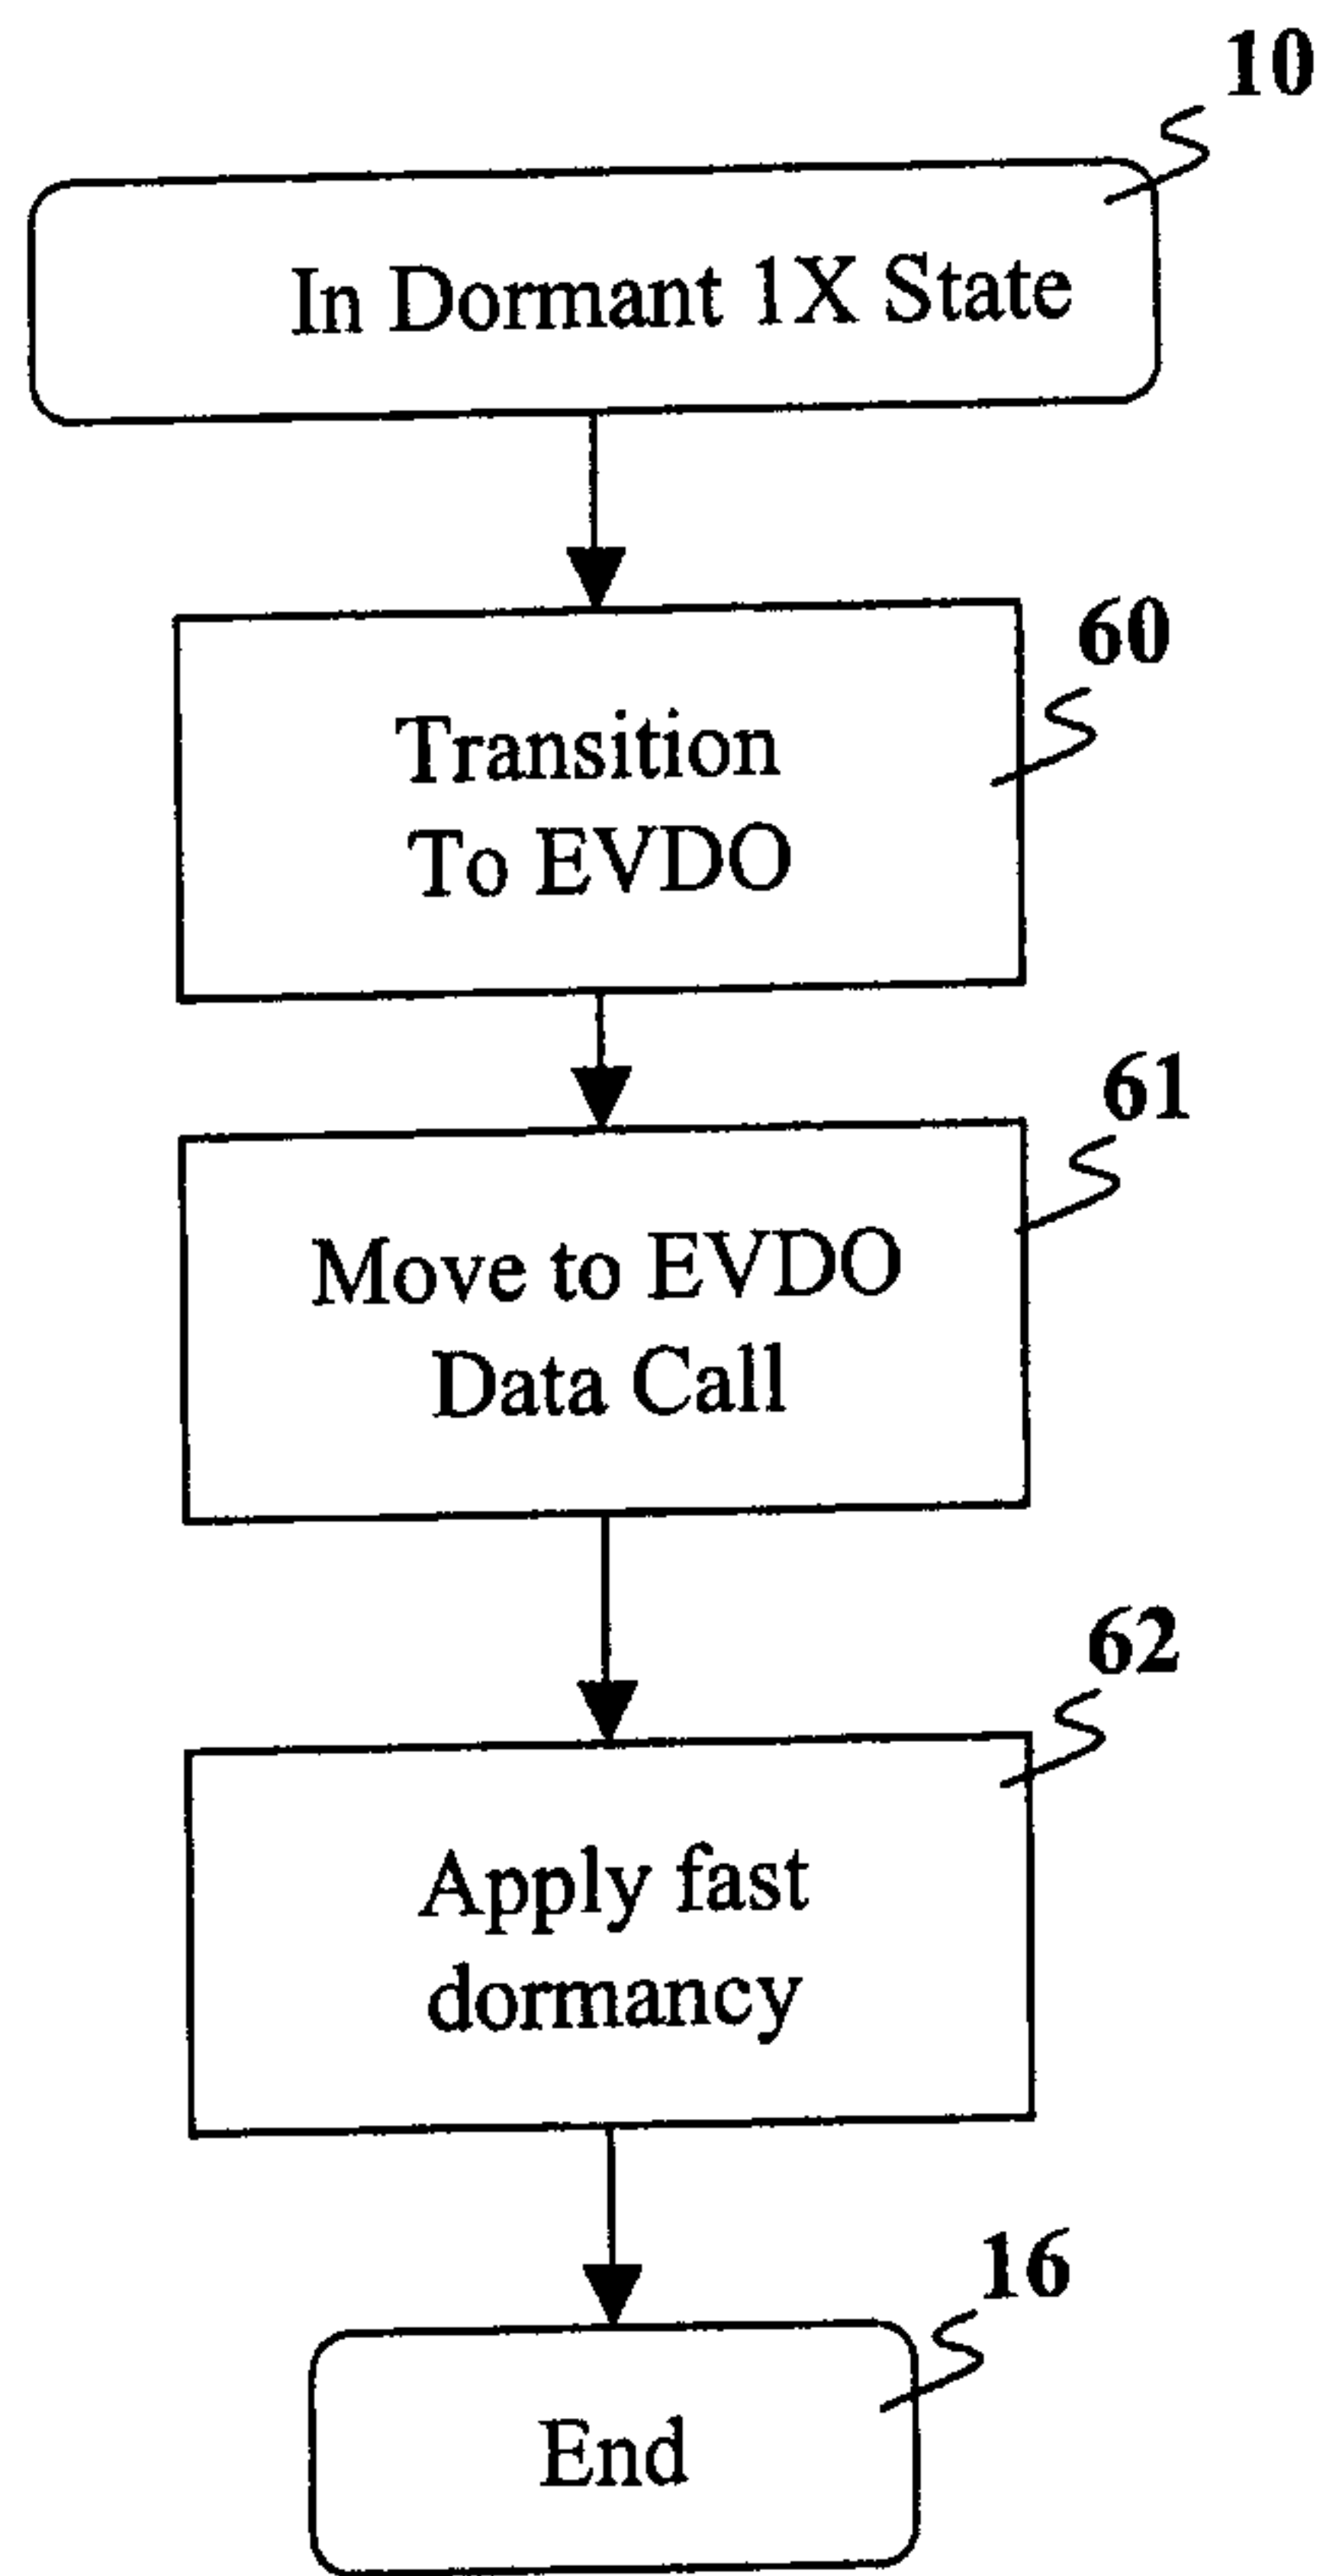 10
In Dormant 1X State
60
Transition
To EVDO
61
Move to EVDO
Data Call
62
Apply fast
dormancy
16
End